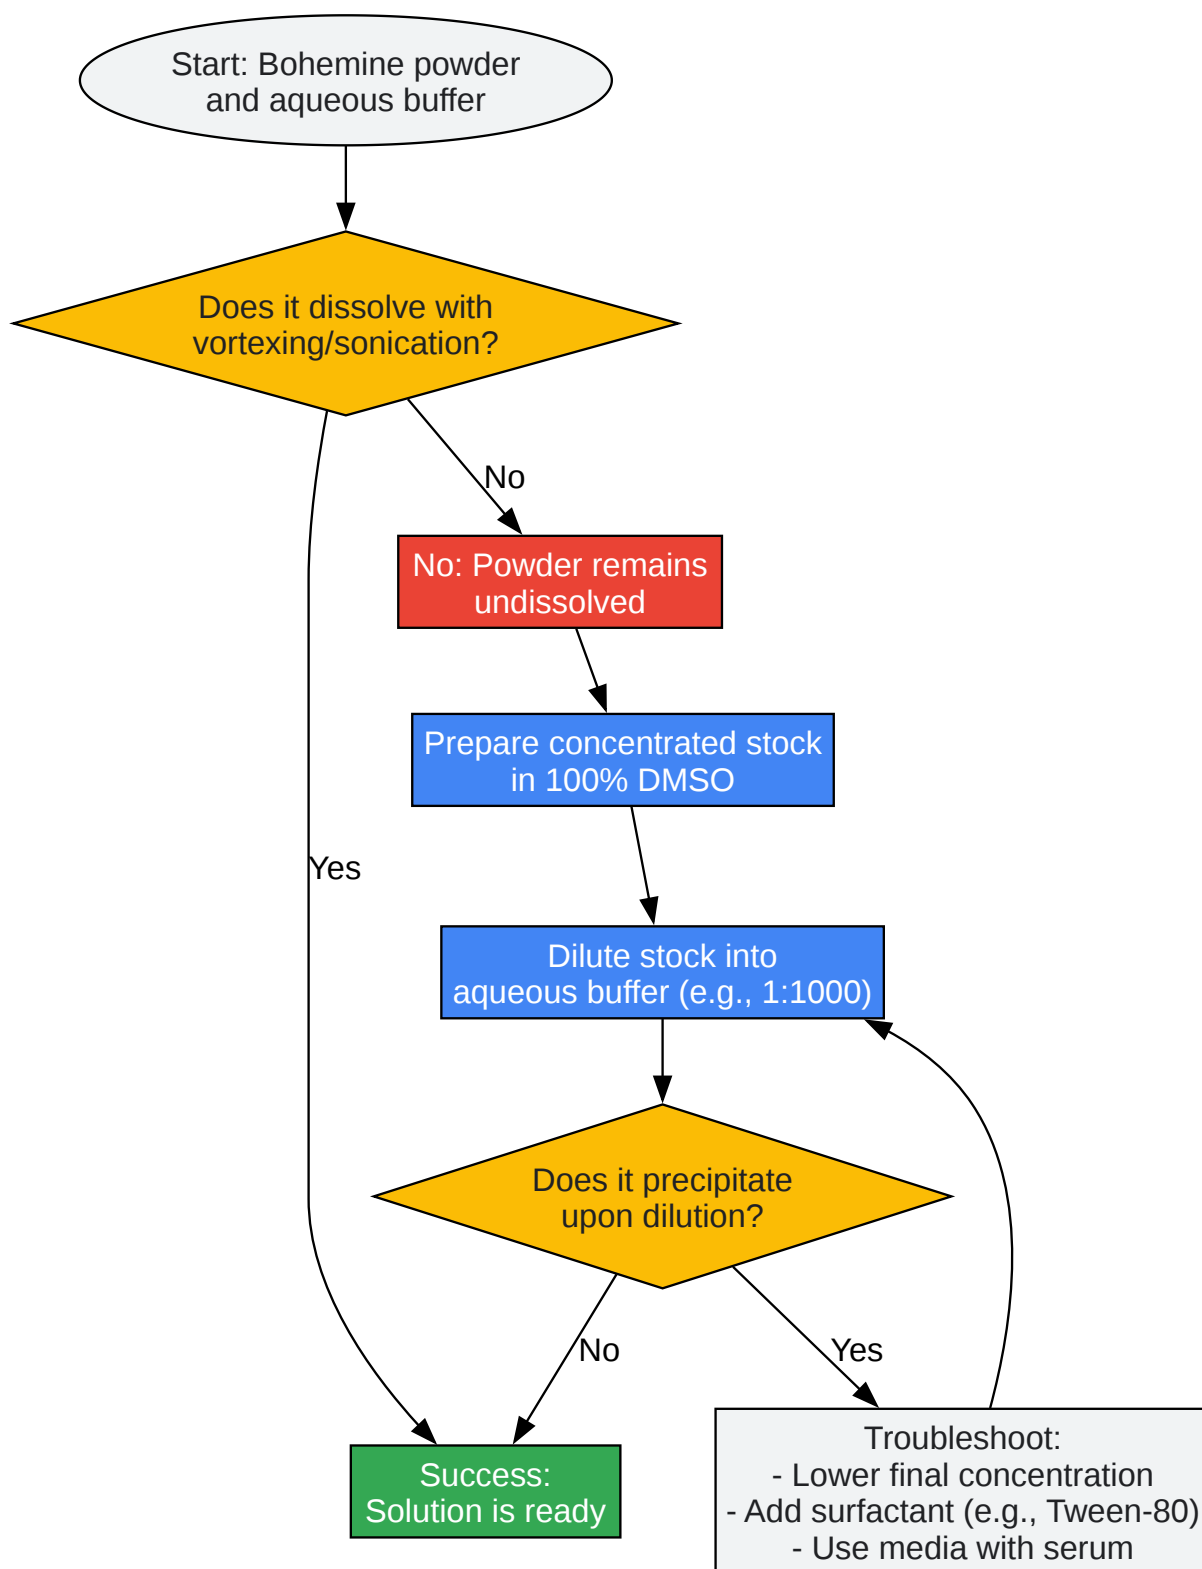 Start: Bohemine powder
and aqueous buffer
Does it dissolve with
vortexing/sonication?
No
No: Powder remains
undissolved
Prepare concentrated stock
in 100% DMSO
Yes
Dilute stock into
aqueous buffer (e.g., 1:1000)
Does it precipitate
upon dilution?
No
Yes
Success:
Solution is ready
Troubleshoot:
- Lower final concentration
- Add surfactant (e.g., Tween-80)
- Use media with serum